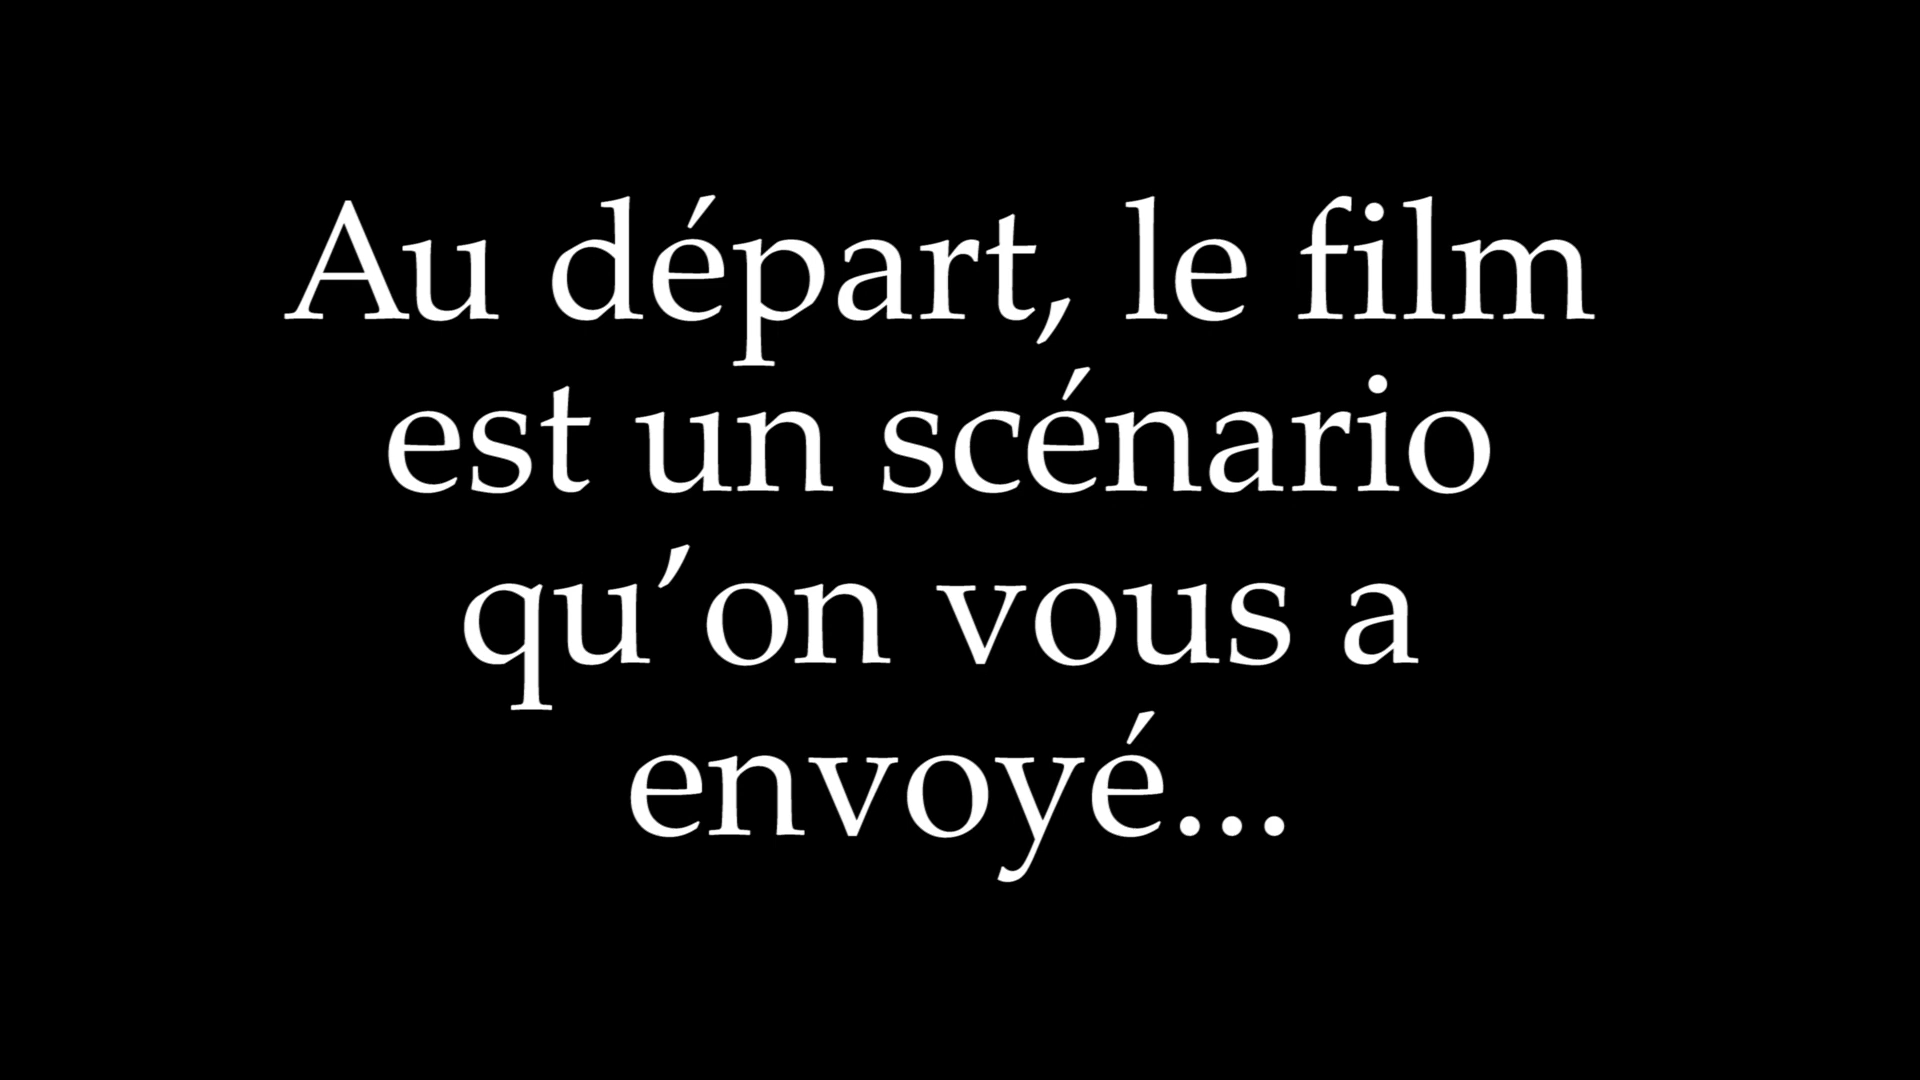 Au départ, le film
est un scénario
qu’on vous a
envoyé...